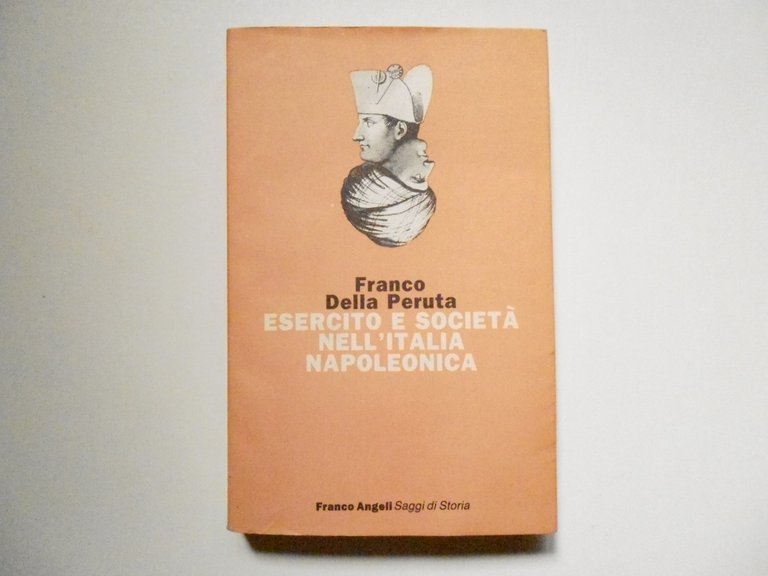 Franco
Della Peruta
ESERCITO E SOCIETÀ
NELL'ITALIA
NAPOLEONICA
Franco Angeli Saggi di Storia